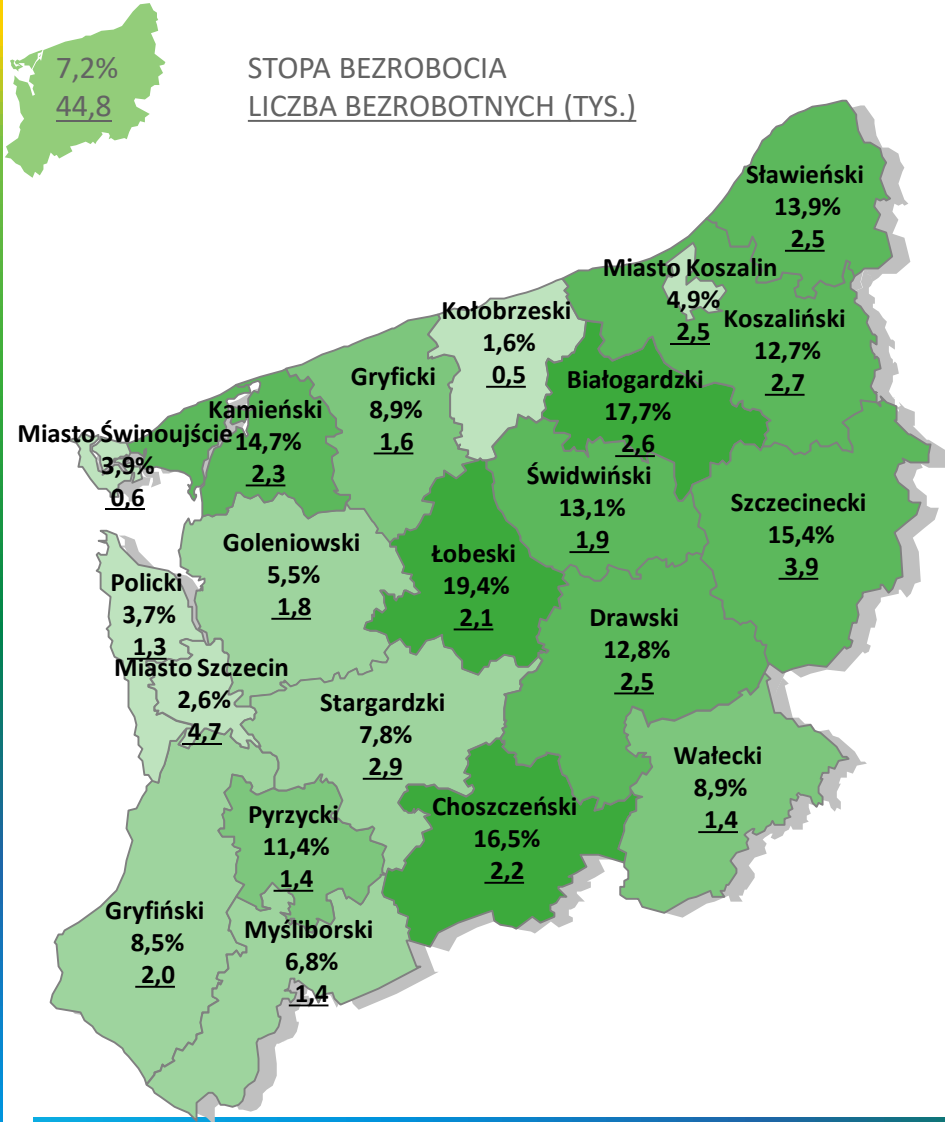 7,2%
44,8
STOPA BEZROBOCIA
LICZBA BEZROBOTNYCH (TYS.)
Sławieński
13,9%
2,5
Miasto Koszalin
4,9%
2,5
Koszaliński
12,7%
2,7
Kołobrzeski
1,6%
0,5
Białogardzki
17,7%
2,6
Gryficki
8,9%
1,6
Kamieński
14,7%
2,3
Miasto Świnoujście
3,9%
0,6
Świdwiński
13,1%
1,9
Szczecinecki
15,4%
3,9
Goleniowski
5,5%
1,8
Łobeski
19,4%
2,1
Policki
3,7%
1,3
Drawski
12,8%
2,5
Miasto Szczecin
2,6%
4,7
Stargardzki
7,8%
2,9
Wałecki
8,9%
1,4
Pyrzycki
11,4%
1,4
Choszczeński
16,5%
2,2
Gryfiński
8,5%
2,0
Myśliborski
6,8%
1,4